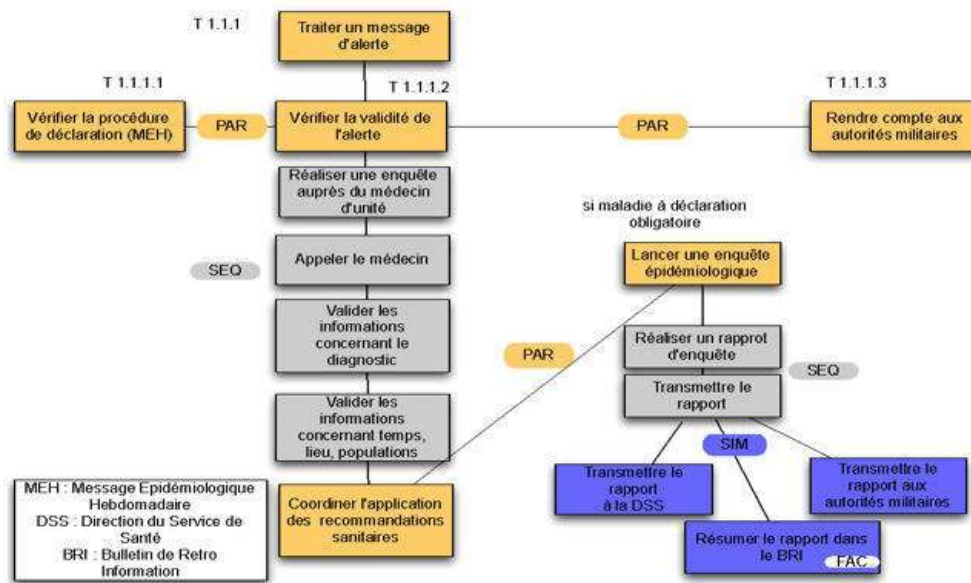 T 1.1.1
Traiter un message
d'alerte
T 1.1.1.1
T 1.1.1.2
T 1.1.1.3
Vérifier la procédure
de déclaration (MEH)
PAR
Vérifier la validité de
l'alerte
PAR
Rendre compte aux
autorités militaires
Réaliser une enquête
auprès du médecin
d'unité
si maladie à déclaration
obligatoire
SEQ
Appeler le médecin
Lancer une enquête
épidémiologique
Valider les
informations
concernant le
diagnostic
PAR
Réaliser un rapprot
d'enquête
SEQ
Transmettre le
rapport
Valider les
informations
concernant temps,
lieu, populations
SIM
Transmettre le
rapport
à la DSS
Transmettre le
rapport aux
autorités militaires
MEH : Message Epidémiologique
Hebdomadaire
DSS : Direction du Service de
Santé
BRI : Bulletin de Retro
Information
Coordiner l'application
des recommandations
sanitaires
Résumer le rapport dans
le BRI
FAC